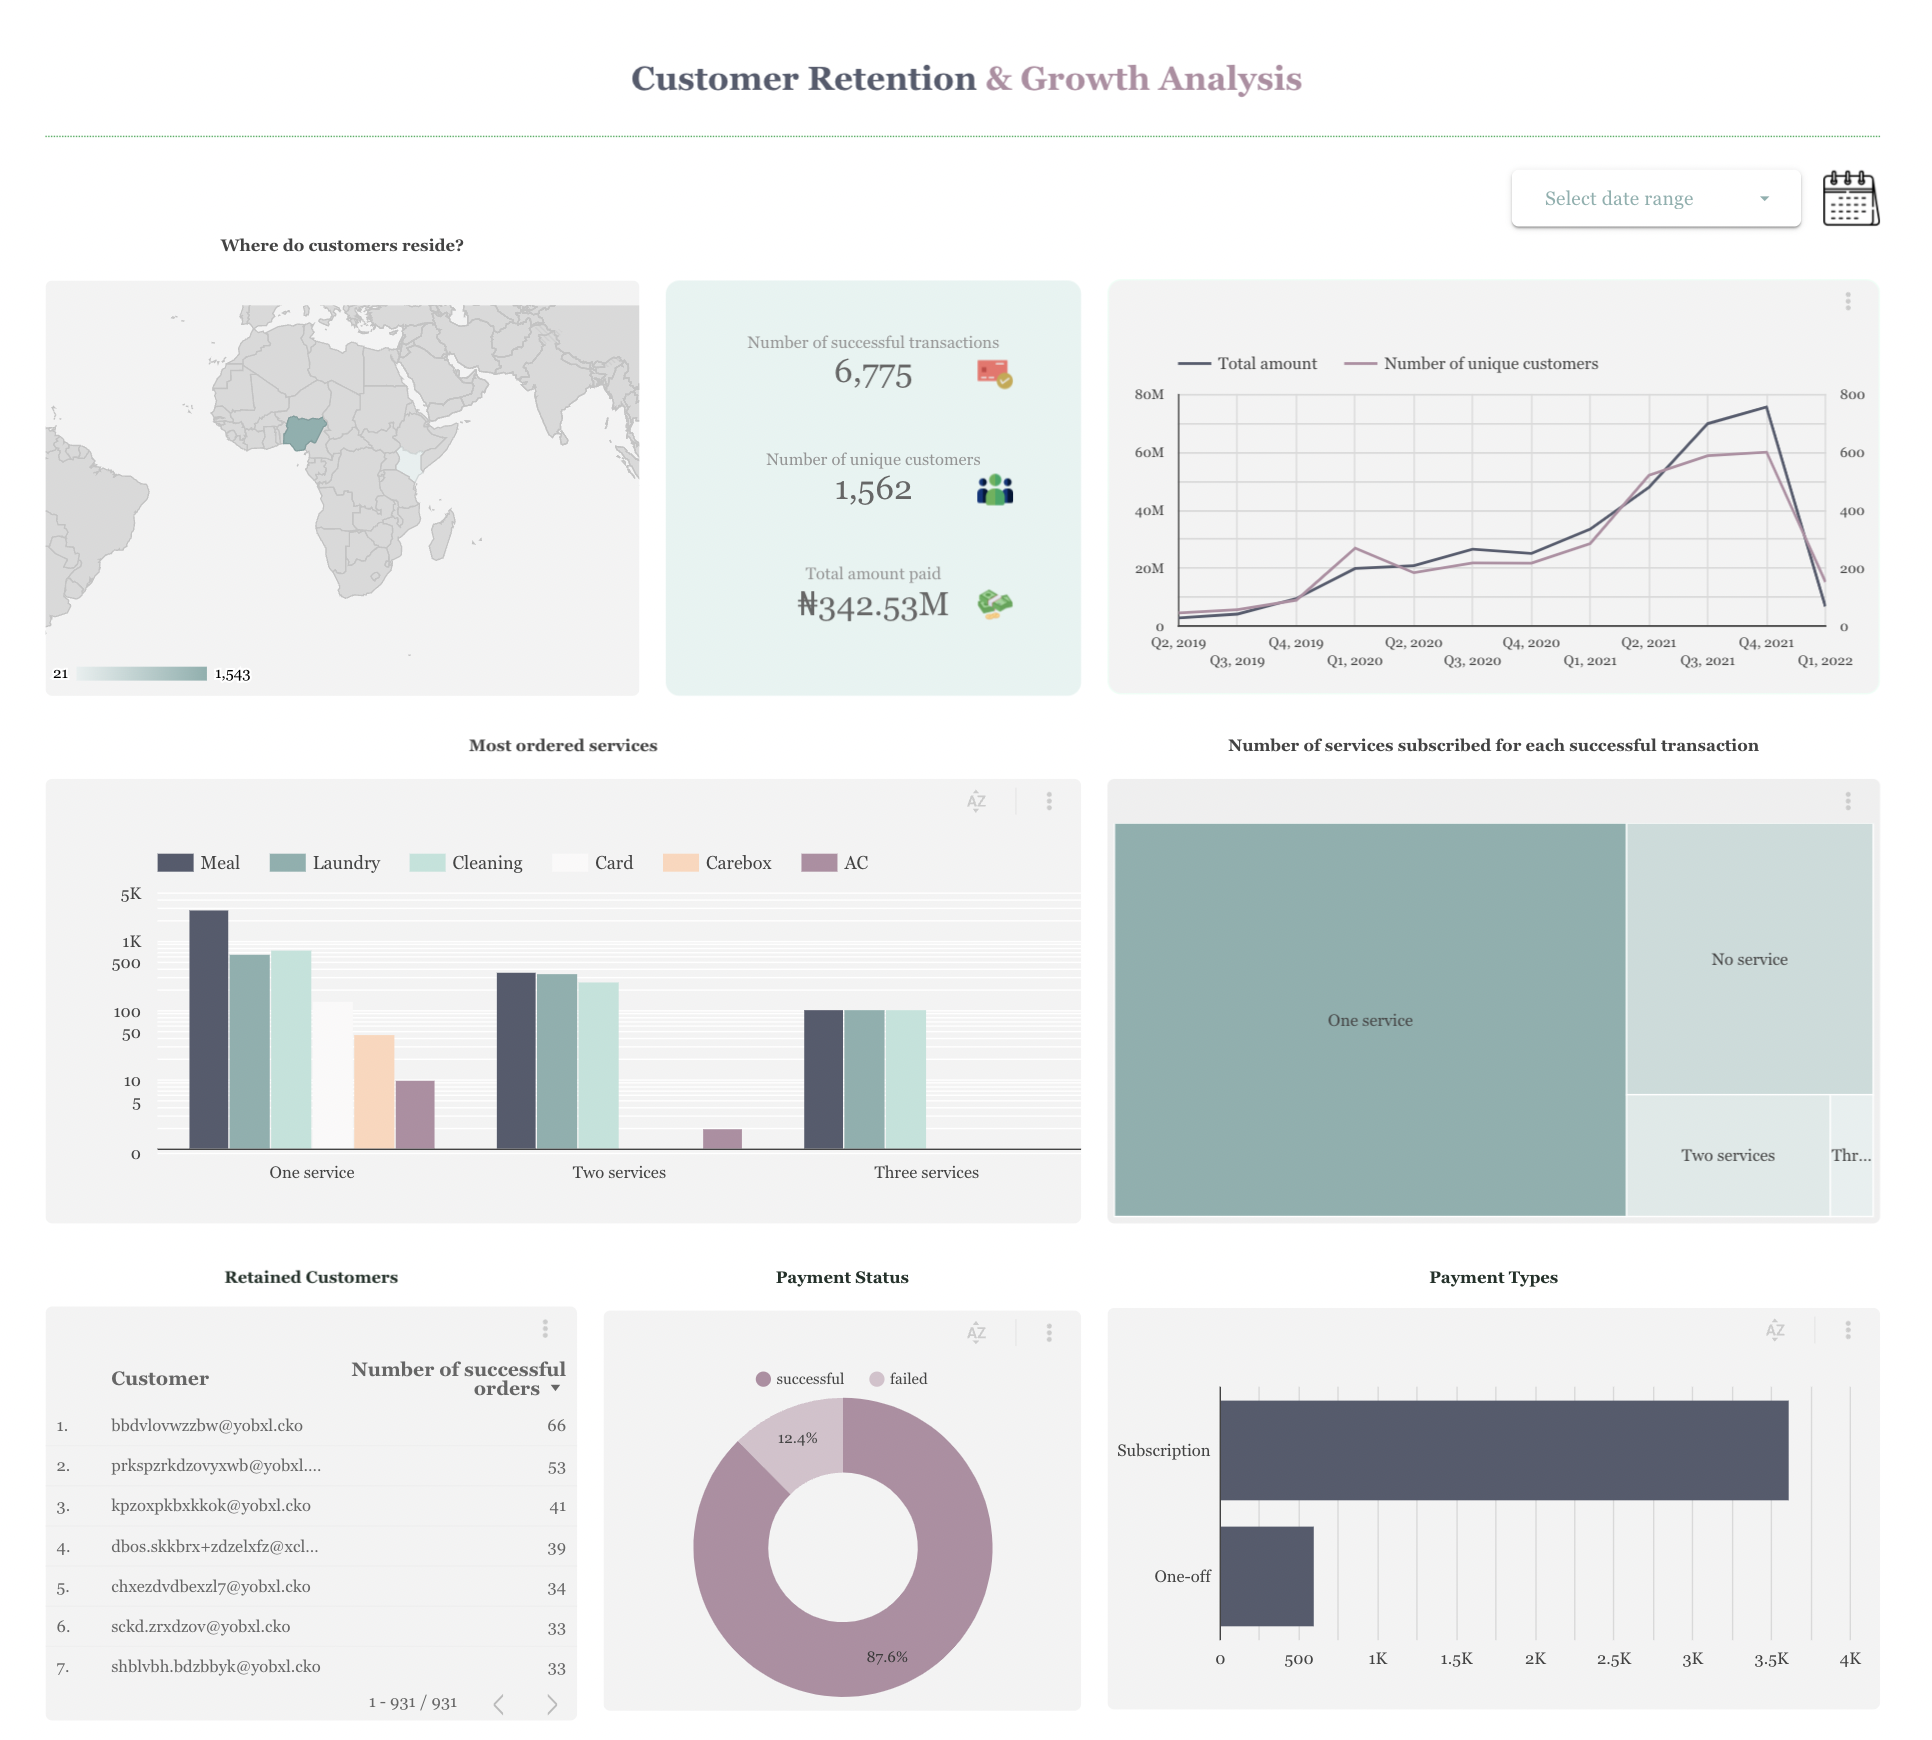 Customer Retention & Growth Analysis
Select date range
Where do customers reside?
21
1,543
Number of successful transactions
6,775
Number of unique customers
1,562
Total amount paid
₦342.53M
Total amount
Number of unique customers
80M
60M
40M
20M
0
800
600
400
200
0
Q2, 2019
Q3, 2019
Q4, 2019
Q1, 2020
Q2, 2020
Q3, 2020
Q4, 2020
Q1, 2021
Q2, 2021
Q3, 2021
Q4, 2021
Q1, 2022
Most ordered services
AZ
Meal
Laundry
Cleaning
Card
Carebox
AC
5K
1K
500
100
50
10
5
0
One service
Two services
Three services
Number of services subscribed for each successful transaction
One service
No service
Two services
Thr...
Retained Customers
Customer
Number of successful
orders
1. bbdvlovwzzbw@yobxl.cko 66
2. prkspzrkdzovyxwb@yobxl.... 53
3. kpzoxpkbxkkok@yobxl.cko 41
4. dbos.skkbrx+zdzelxfz@xcl... 39
5. chxezdvdbexzl7@yobxl.cko 34
6. sckd.zrxdzov@yobxl.cko 33
7. shblvbh.bdzbbyk@yobxl.cko 33
1 - 931 / 931
Payment Status
AZ
successful
failed
12.4%
87.6%
Payment Types
AZ
Subscription
One-off
0
500
1K
1.5K
2K
2.5K
3K
3.5K
4K